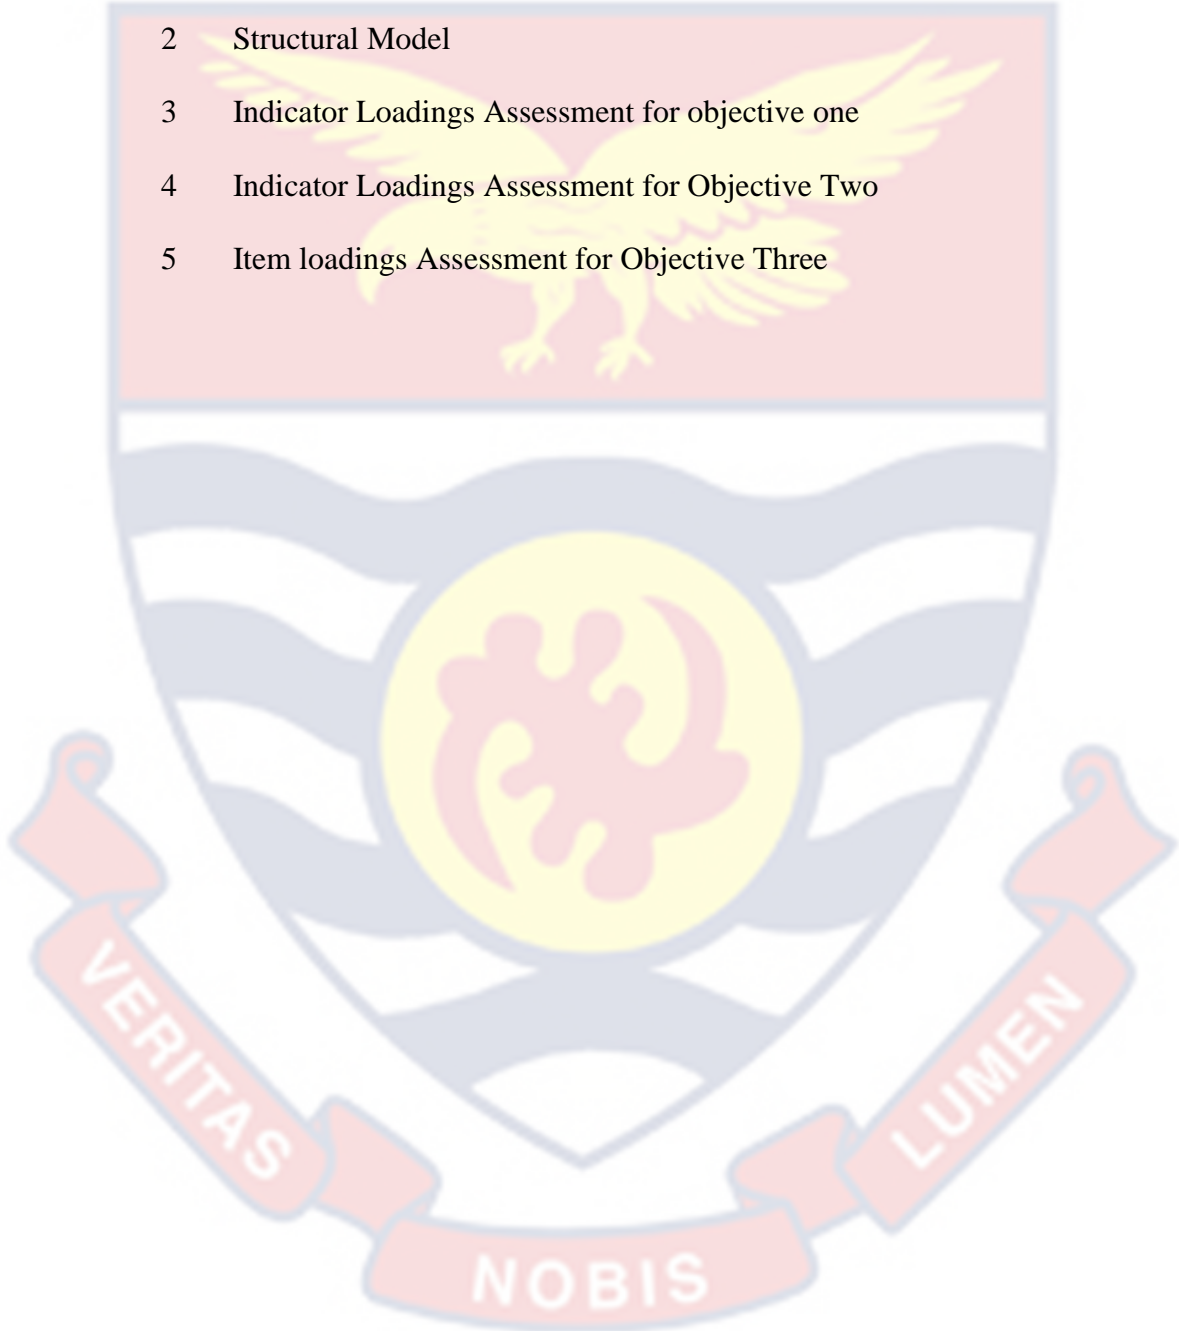 2 Structural Model
3 Indicator Loadings Assessment for objective one
4 Indicator Loadings Assessment for Objective Two
5 Item loadings Assessment for Objective Three
VERITAS
NOBIS
LUMEN